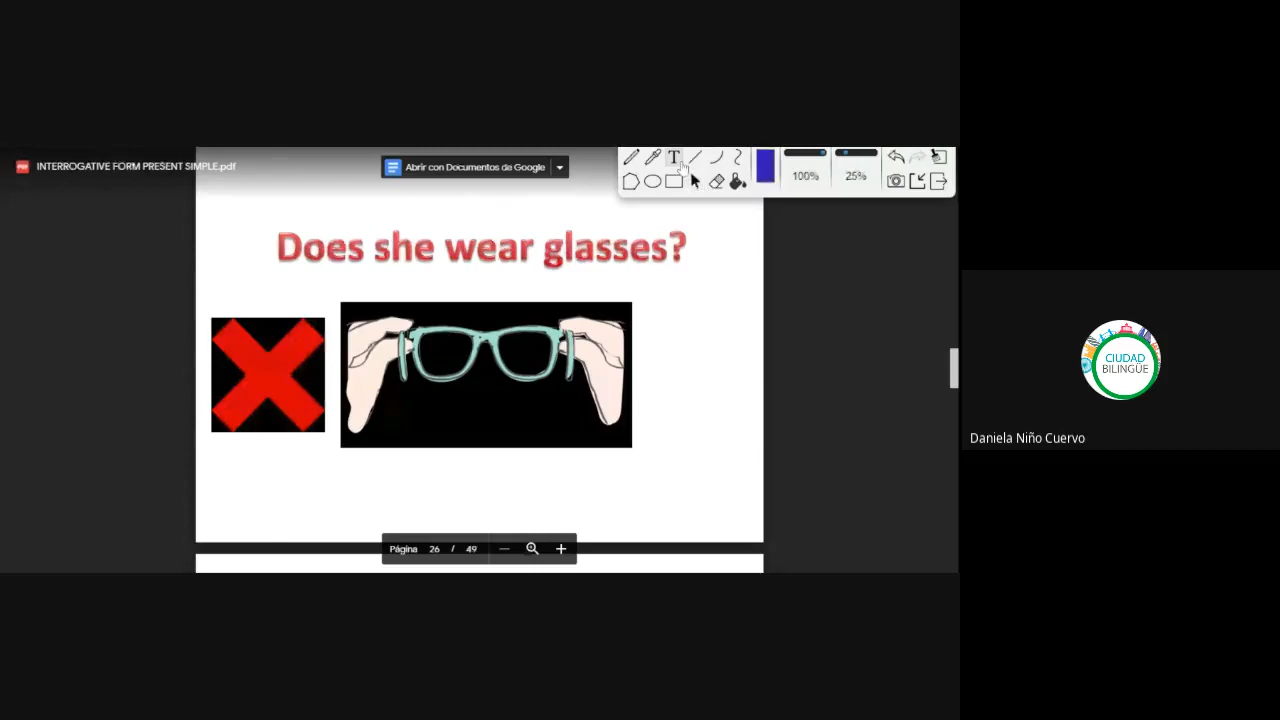 INTERROGATIVE FORM PRESENT SIMPLE.pdf
Abrir con Documentos de Google
T
100%
25%
Does she wear glasses?
CIUDAD
BILINGÜE
Daniela Niño Cuervo
Página 26 / 49